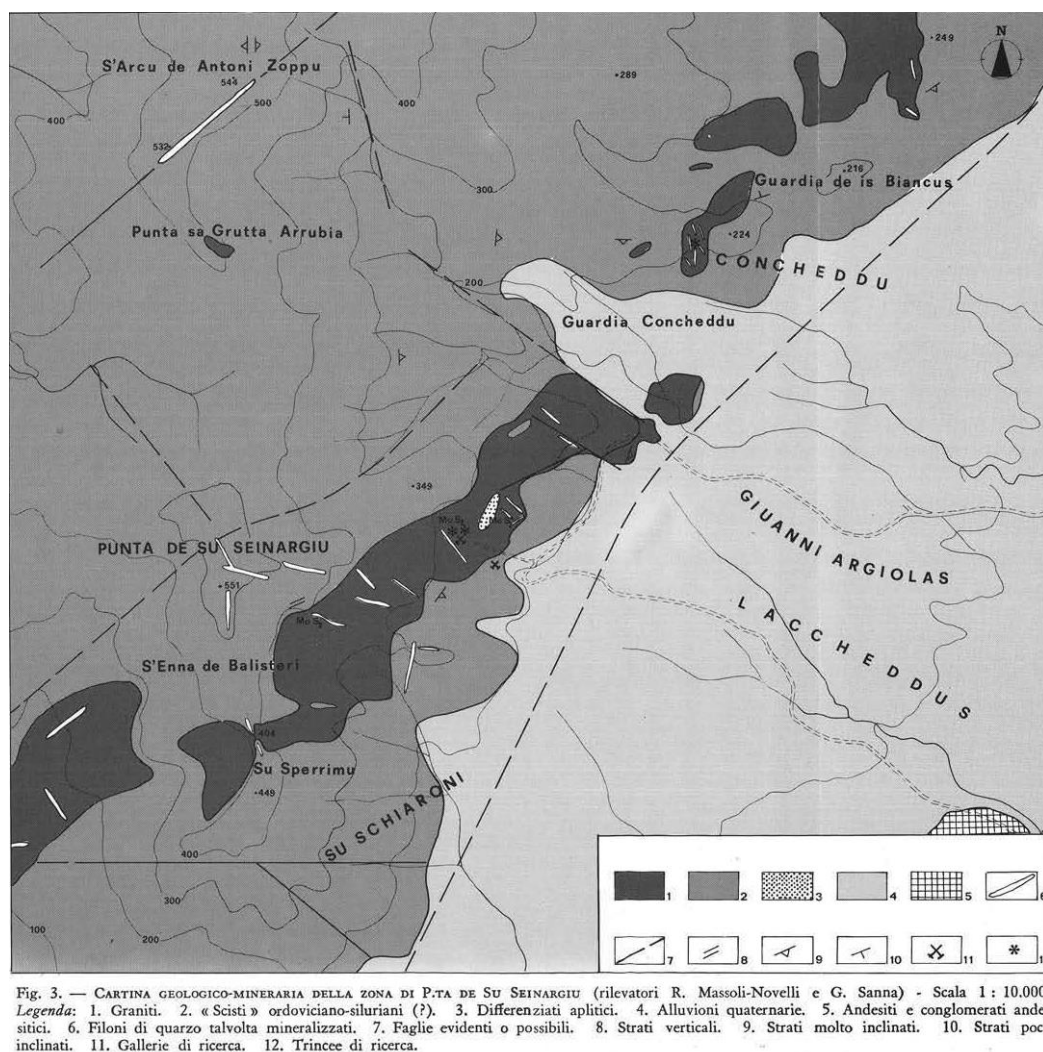 N
249
S'Arcu de Antoni Zoppu
544
289
500
400
400
532
216
Guardia de is Biancus
300
Punta sa Grutta Arrubia
224
CONCHEDDU
200
Guardia Concheddu
349
Mo S₂
GIUANNI ARGIOLAS
PUNTA DE SU SEINARGIU
551
LACCHEDDUS
Mo S₂
S'Enna de Balisteri
404
Su Sperrimu
449
SU SCHIARONI
400
300
100
200
1
2
3
4
5
6
7
8
9
10
11
1
Fig. 3. — CARTINA GEOLOGICO-MINERARIA DELLA ZONA DI P.TA DE SU SEINARGIU (rilevatori R. Massoli-Novelli e G. Sanna) - Scala 1 : 10.000
Legenda: 1. Graniti. 2. « Scisti » ordoviciano-siluriani (?). 3. Differenziati aplitici. 4. Alluvioni quaternarie. 5. Andesiti e conglomerati ande
sitici. 6. Filoni di quarzo talvolta mineralizzati. 7. Faglie evidenti o possibili. 8. Strati verticali. 9. Strati molto inclinati. 10. Strati poc
inclinati. 11. Gallerie di ricerca. 12. Trincee di ricerca.